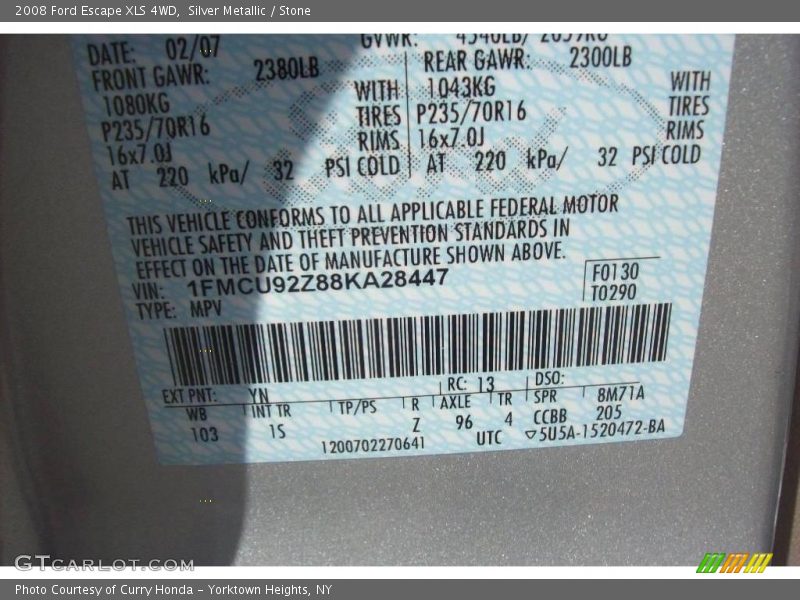 2008 Ford Escape XLS 4WD, Silver Metallic / Stone
DATE: 02/07 GVWR:
FRONT GAWR: 2380LB REAR GAWR: 2300LB
1080KG WITH 1043KG WITH
P235/70R16 TIRES P235/70R16 TIRES
16x7.0J RIMS 16x7.0J RIMS
AT 220 kPa/ 32 PSI COLD AT 220 kPa/ 32 PSI COLD
THIS VEHICLE CONFORMS TO ALL APPLICABLE FEDERAL MOTOR
VEHICLE SAFETY AND THEFT PREVENTION STANDARDS IN
EFFECT ON THE DATE OF MANUFACTURE SHOWN ABOVE.
VIN: 1FMCU92Z88KA28447 F0130
TYPE: MPV T0290
EXT PNT: YN RC: 13 DSO:
WB INT TR TP/PS R AXLE TR SPR 8M71A
103 1S Z 96 4 CCBB 205
1200702270641 UTC ▽5U5A-1520472-BA
GTCARLOT.COM
Photo Courtesy of Curry Honda - Yorktown Heights, NY